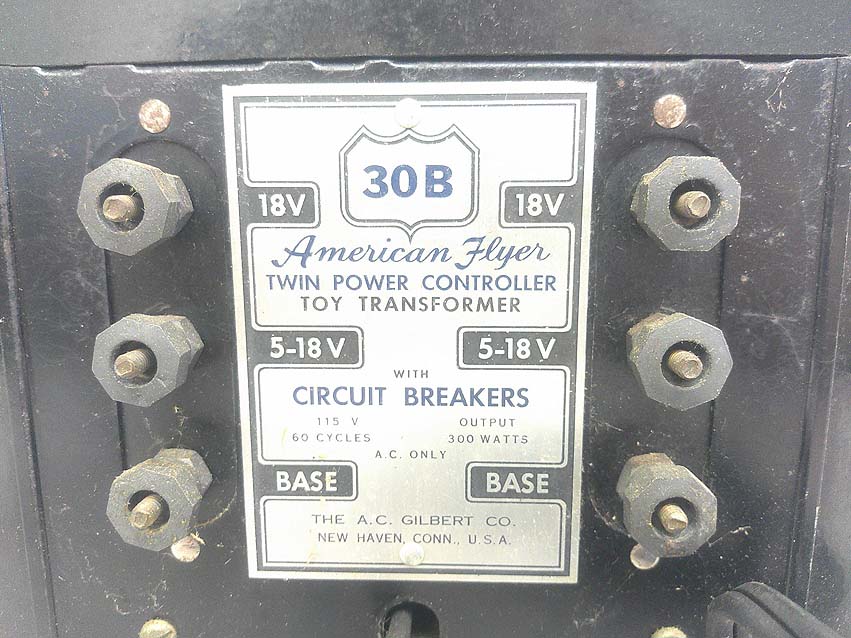 30B
18V 18V
American Flyer
TWIN POWER CONTROLLER
TOY TRANSFORMER
5-18 V 5-18 V
WITH
CIRCUIT BREAKERS
115 V OUTPUT
60 CYCLES 300 WATTS
A.C. ONLY
BASE BASE
THE A.C. GILBERT CO.
NEW HAVEN, CONN., U.S.A.